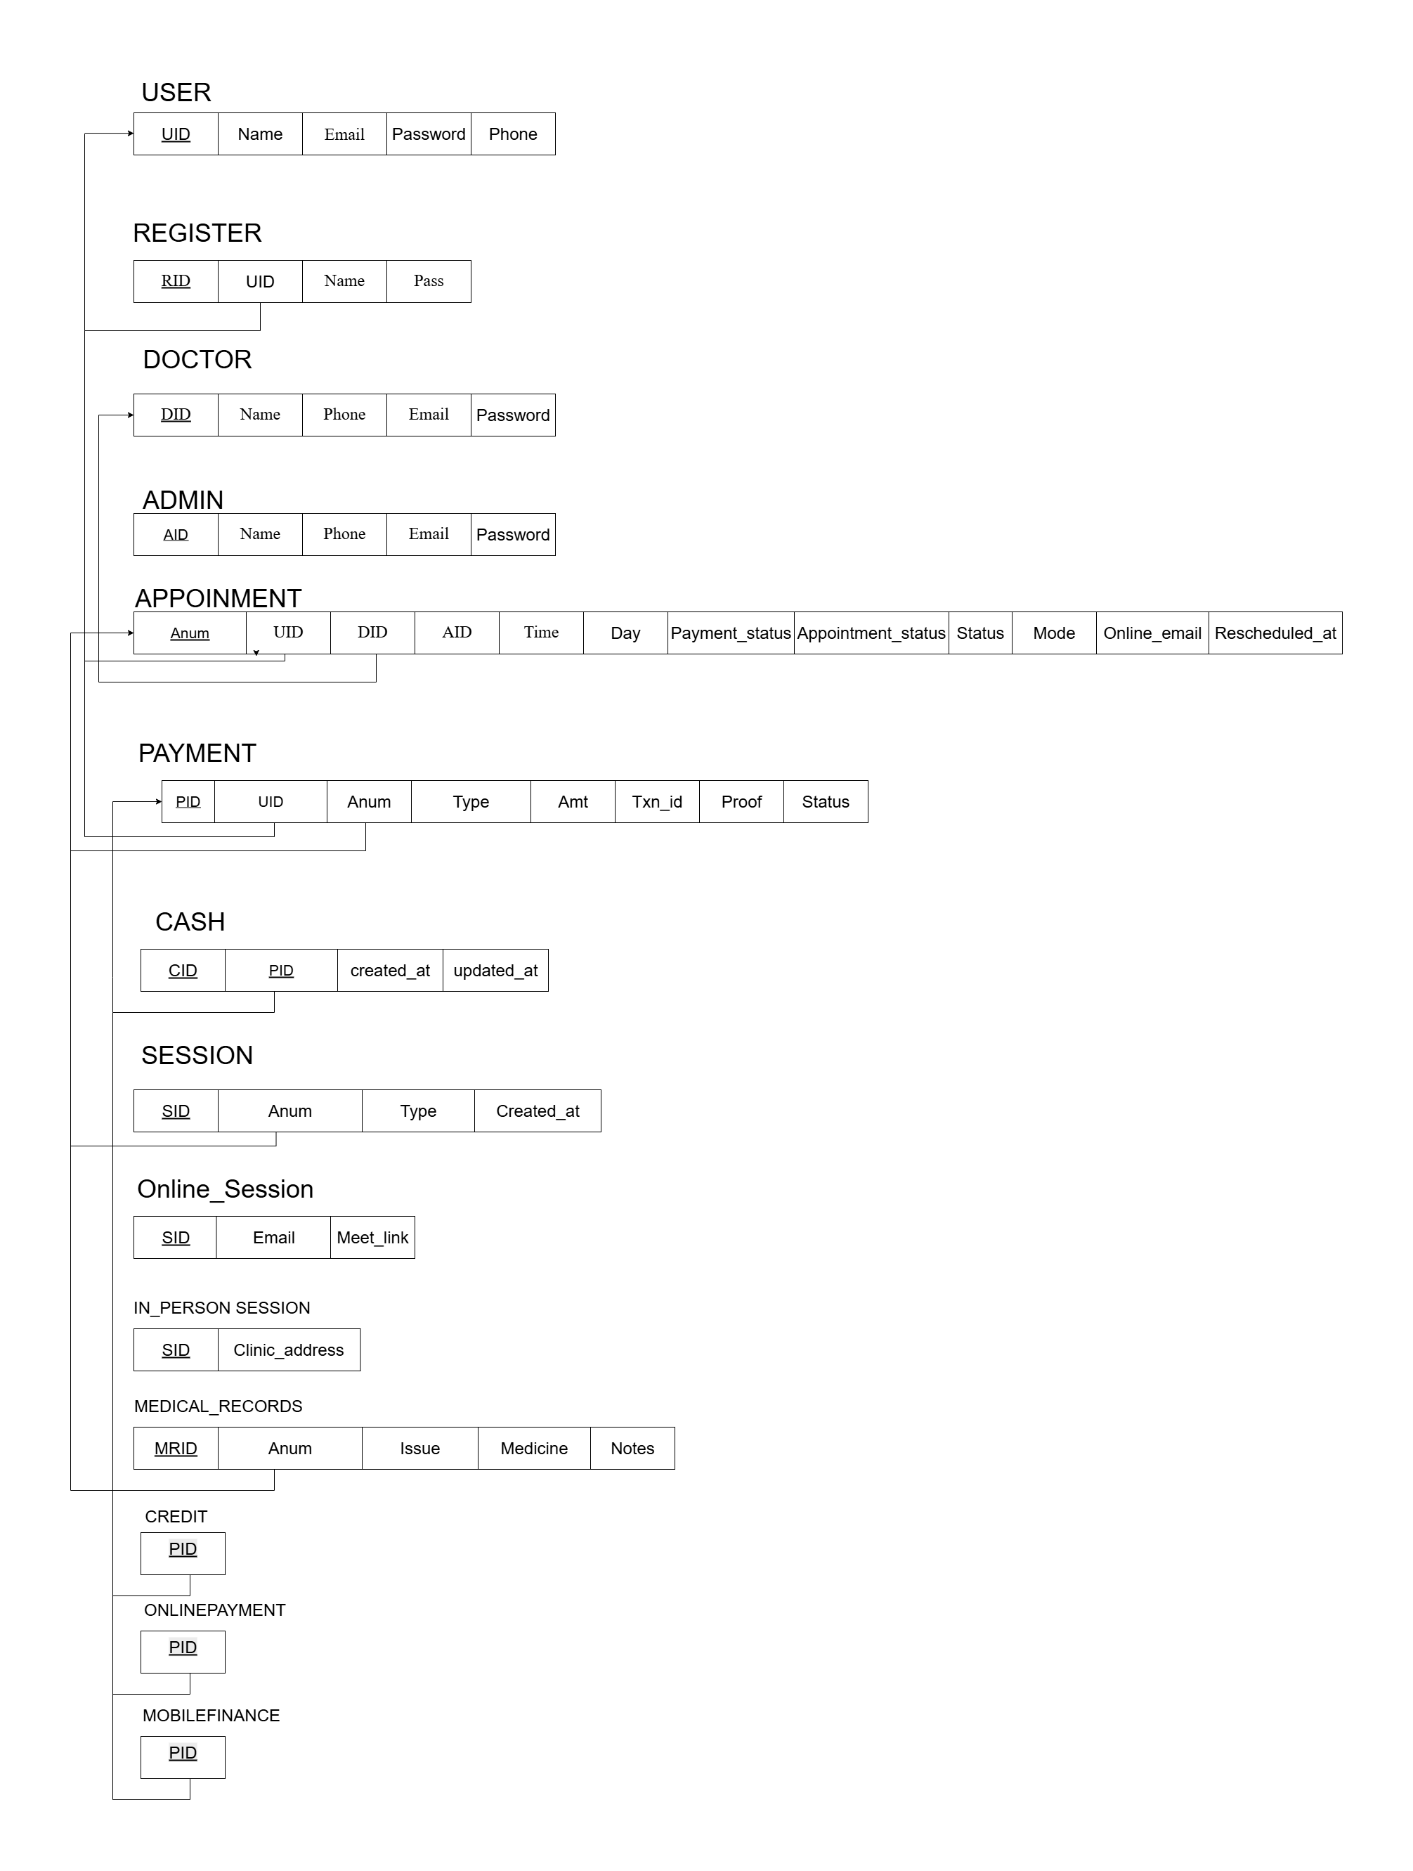 USER
UID Name Email Password Phone
REGISTER
RID UID Name Pass
DOCTOR
DID Name Phone Email Password
ADMIN
AID Name Phone Email Password
APPOINMENT
Anum UID DID AID Time Day Payment_status Appointment_status Status Mode Online_email Rescheduled_at
PAYMENT
PID UID Anum Type Amt Txn_id Proof Status
CASH
CID PID created_at updated_at
SESSION
SID Anum Type Created_at
Online_Session
SID Email Meet_link
IN_PERSON SESSION
SID Clinic_address
MEDICAL_RECORDS
MRID Anum Issue Medicine Notes
CREDIT
PID
ONLINEPAYMENT
PID
MOBILEFINANCE
PID